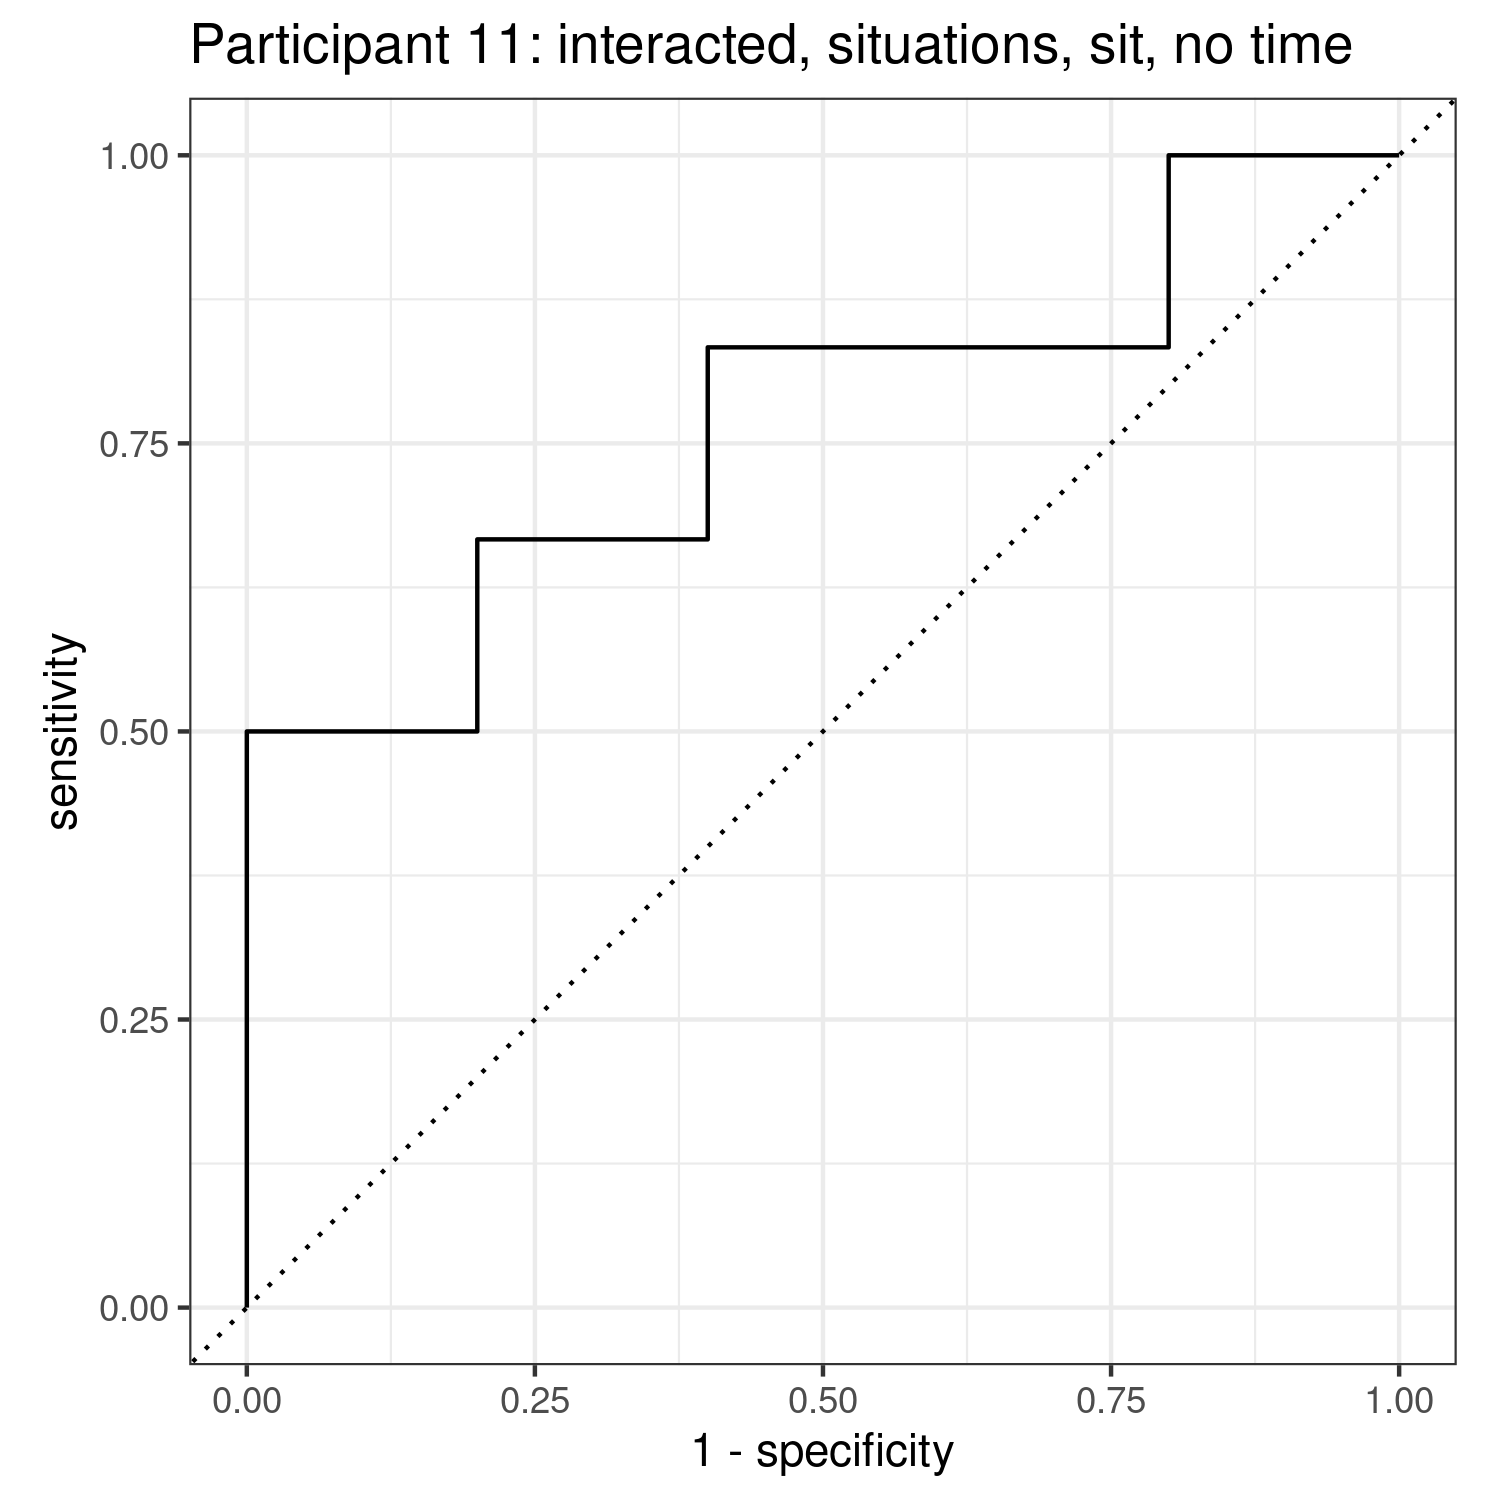 Participant 11: interacted, situations, sit, no time
sensitivity
1.00
0.75
0.50
0.25
0.00
0.00 0.25 0.50 0.75 1.00
1 - specificity